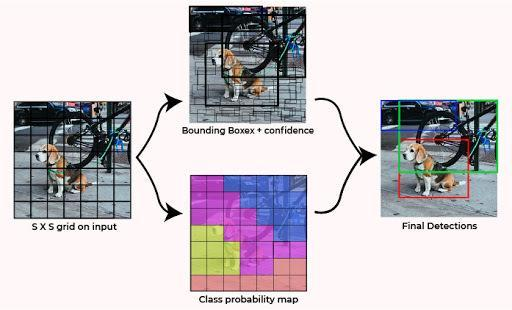 Bounding Boxex + confidence
S X S grid on input
Final Detections
Class probability map